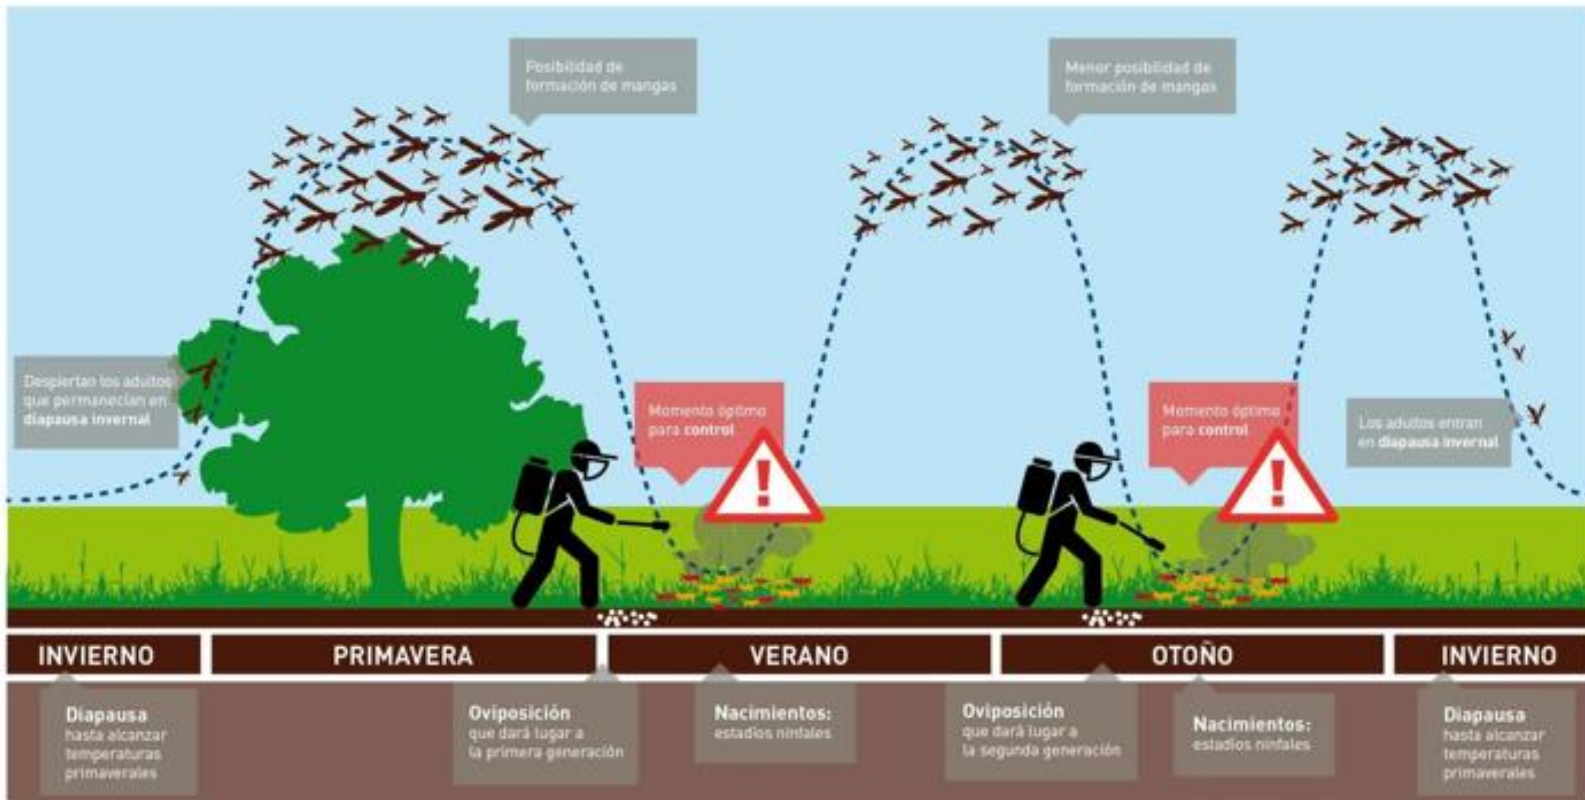 Posibilidad de
formación de mangas
Menor posibilidad de
formación de mangas
Despiertan los adultos
que permanecían en
diapausa invernal
Momento óptimo
para control
Momento óptimo
para control
Los adultos entran
en diapausa invernal
!
!
INVIERNO
PRIMAVERA
VERANO
OTOÑO
INVIERNO
Diapausa
hasta alcanzar
temperaturas
primaverales
Oviposición
que dará lugar a
la primera generación
Nacimientos:
estadíos ninfales
Oviposición
que dará lugar a
la segunda generación
Nacimientos:
estadíos ninfales
Diapausa
hasta alcanzar
temperaturas
primaverales